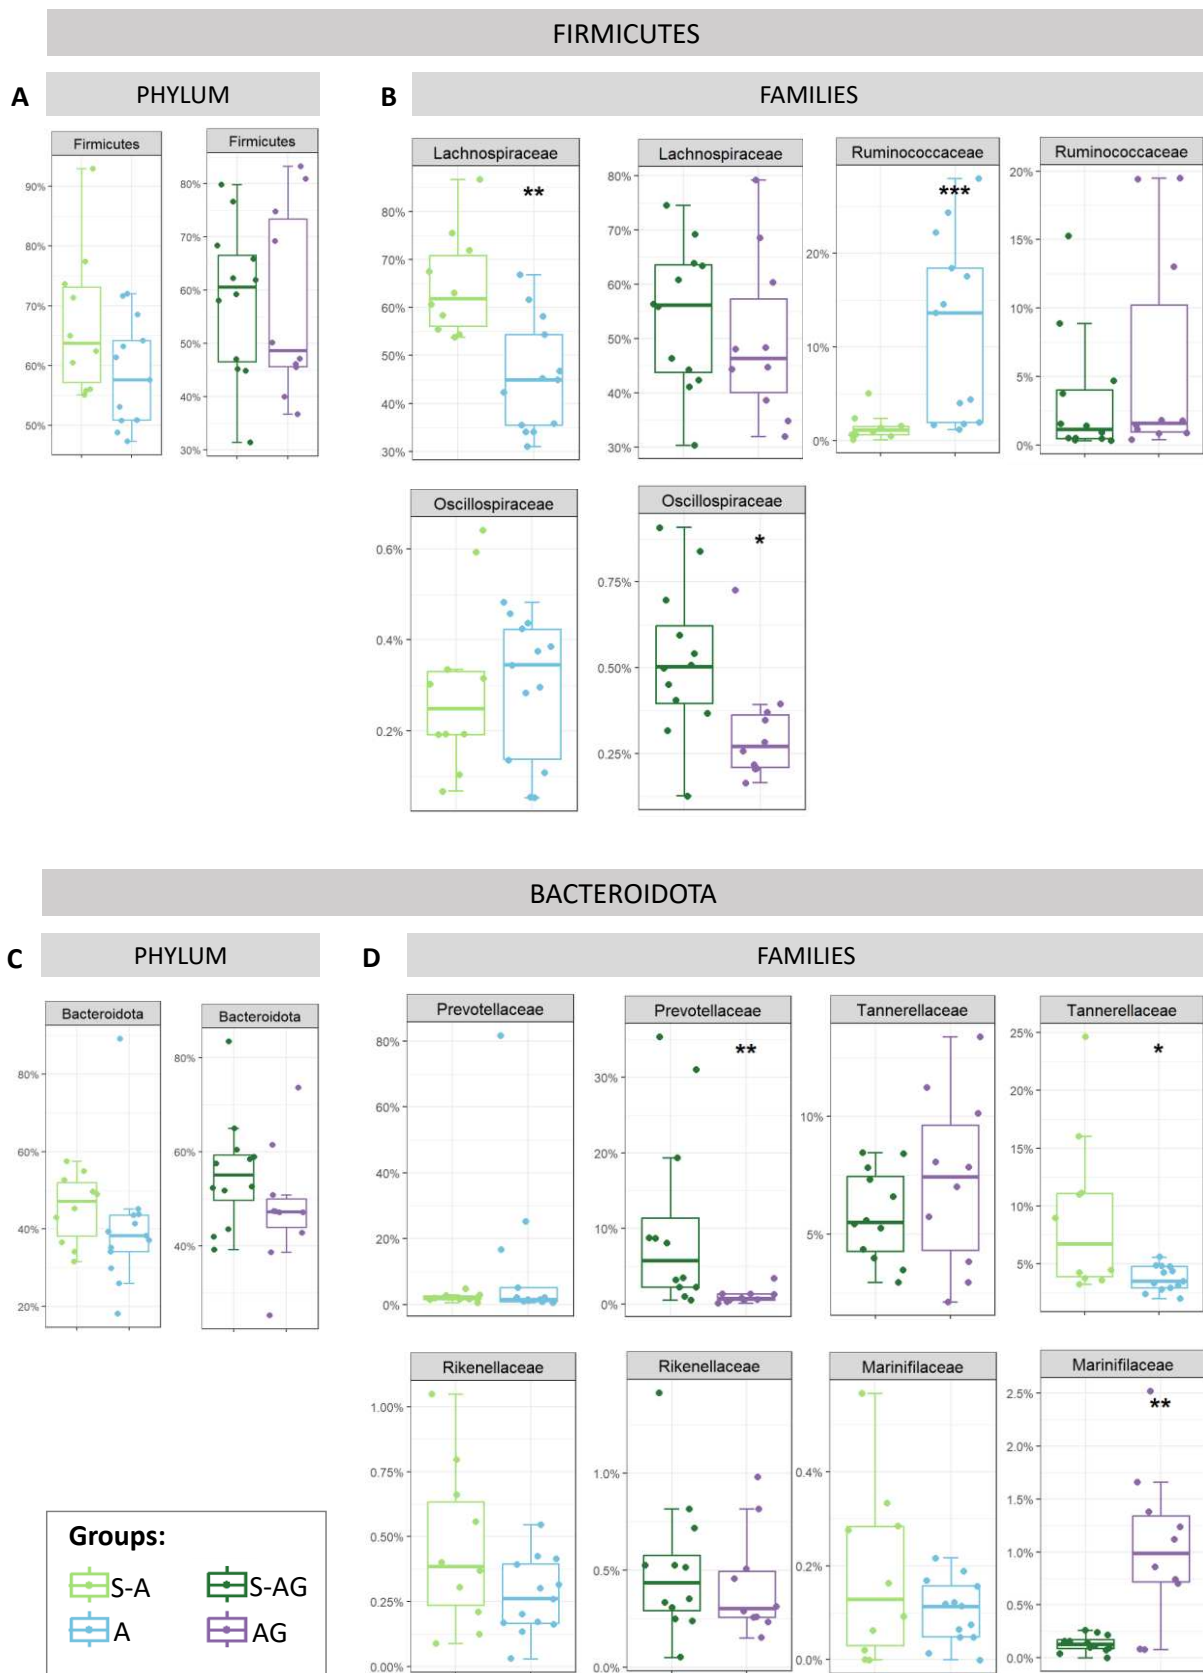 FIRMICUTES
A
PHYLUM
B
FAMILIES
Firmicutes
90%
80%
70%
60%
50%
Firmicutes
80%
70%
60%
50%
40%
30%
Lachnospiraceae
**
80%
70%
60%
50%
40%
30%
Lachnospiraceae
80%
70%
60%
50%
40%
30%
Ruminococcaceae
***
20%
10%
0%
Ruminococcaceae
20%
15%
10%
5%
0%
Oscillospiraceae
0.6%
0.4%
0.2%
Oscillospiraceae
*
0.75%
0.50%
0.25%
BACTEROIDOTA
C
PHYLUM
D
FAMILIES
Bacteroidota
80%
60%
40%
20%
Bacteroidota
80%
60%
40%
Prevotellaceae
80%
60%
40%
20%
0%
Prevotellaceae
**
30%
20%
10%
0%
Tannerellaceae
10%
5%
Tannerellaceae
*
25%
20%
15%
10%
5%
Rikenellaceae
1.00%
0.75%
0.50%
0.25%
0.00%
Rikenellaceae
1.0%
0.5%
0.0%
Marinifilaceae
0.4%
0.2%
0.0%
Marinifilaceae
**
2.5%
2.0%
1.5%
1.0%
0.5%
0.0%
Groups:
S-A
S-AG
A
AG